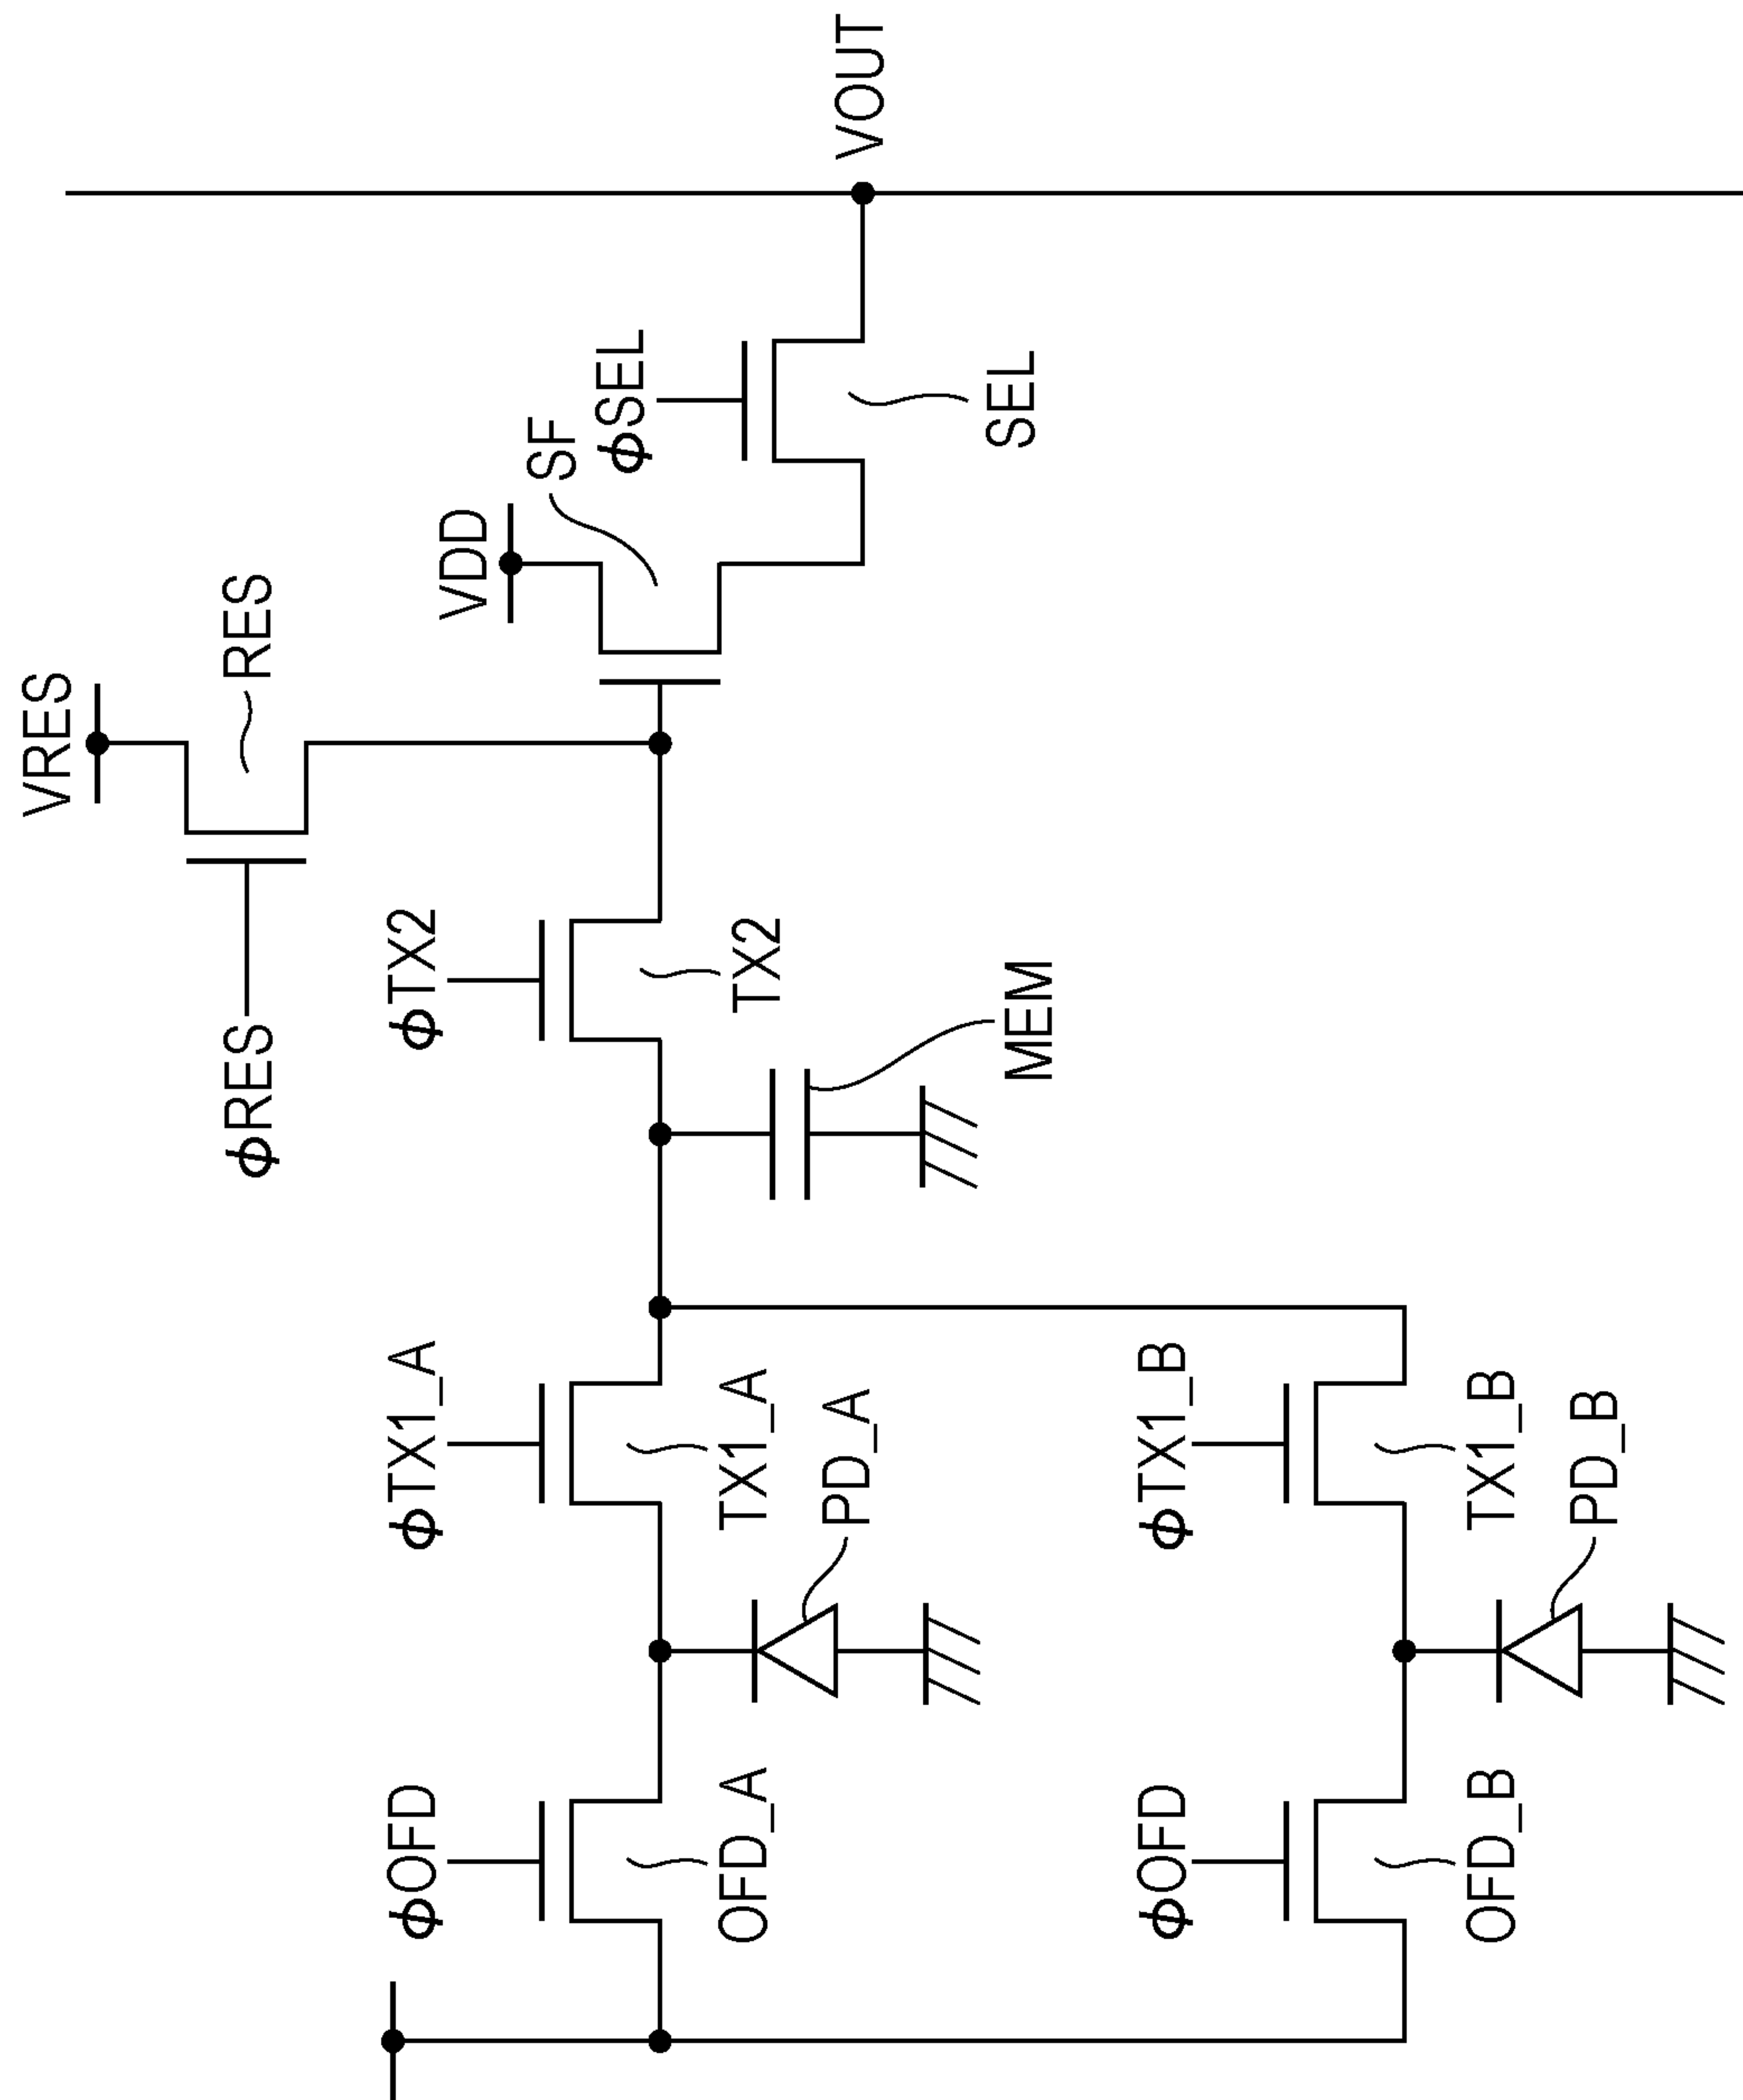 VRES
ϕRES
RES
VDD
SF
ϕSEL
SEL
VOUT
ϕOFD
ϕTX1_A
ϕTX2
OFD_A
TX1_A
TX2
PD_A
MEM
ϕOFD
ϕTX1_B
OFD_B
TX1_B
PD_B